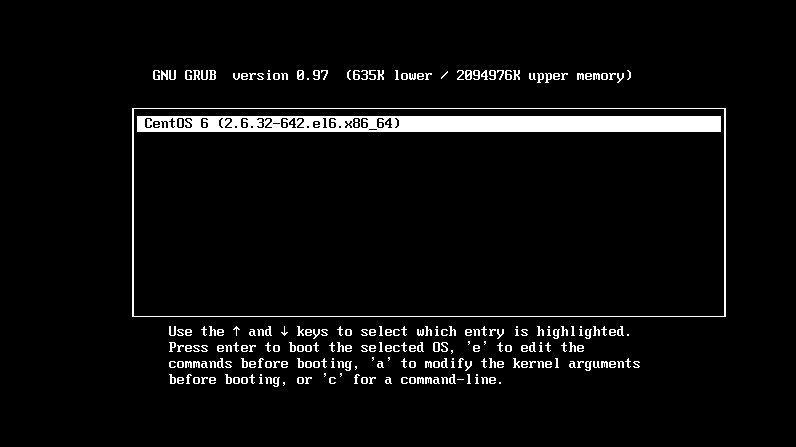 GNU GRUB  version 0.97  (635K lower / 2094976K upper memory)
CentOS 6 (2.6.32-642.el6.x86_64)
Use the ↑ and ↓ keys to select which entry is highlighted.
Press enter to boot the selected OS, 'e' to edit the
commands before booting, 'a' to modify the kernel arguments
before booting, or 'c' for a command-line.